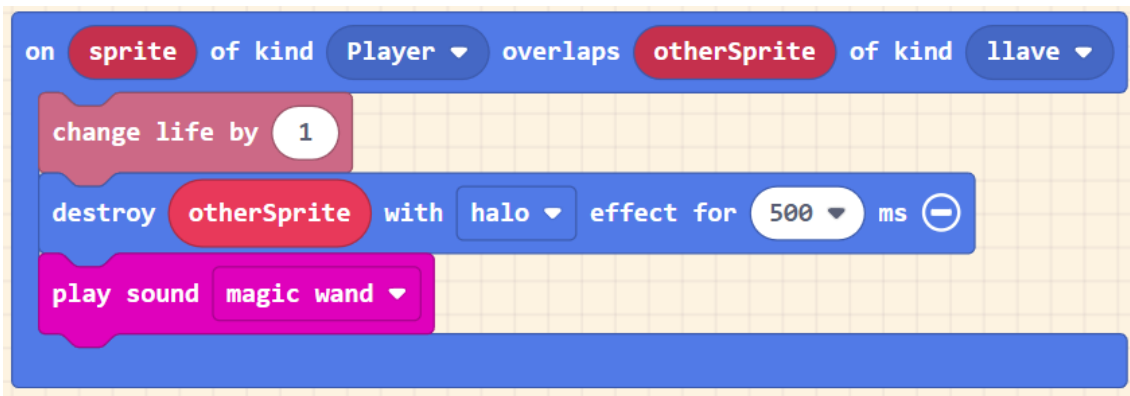 on sprite of kind Player overlaps otherSprite of kind llave
change life by 1
destroy otherSprite with halo effect for 500 ms
play sound magic wand